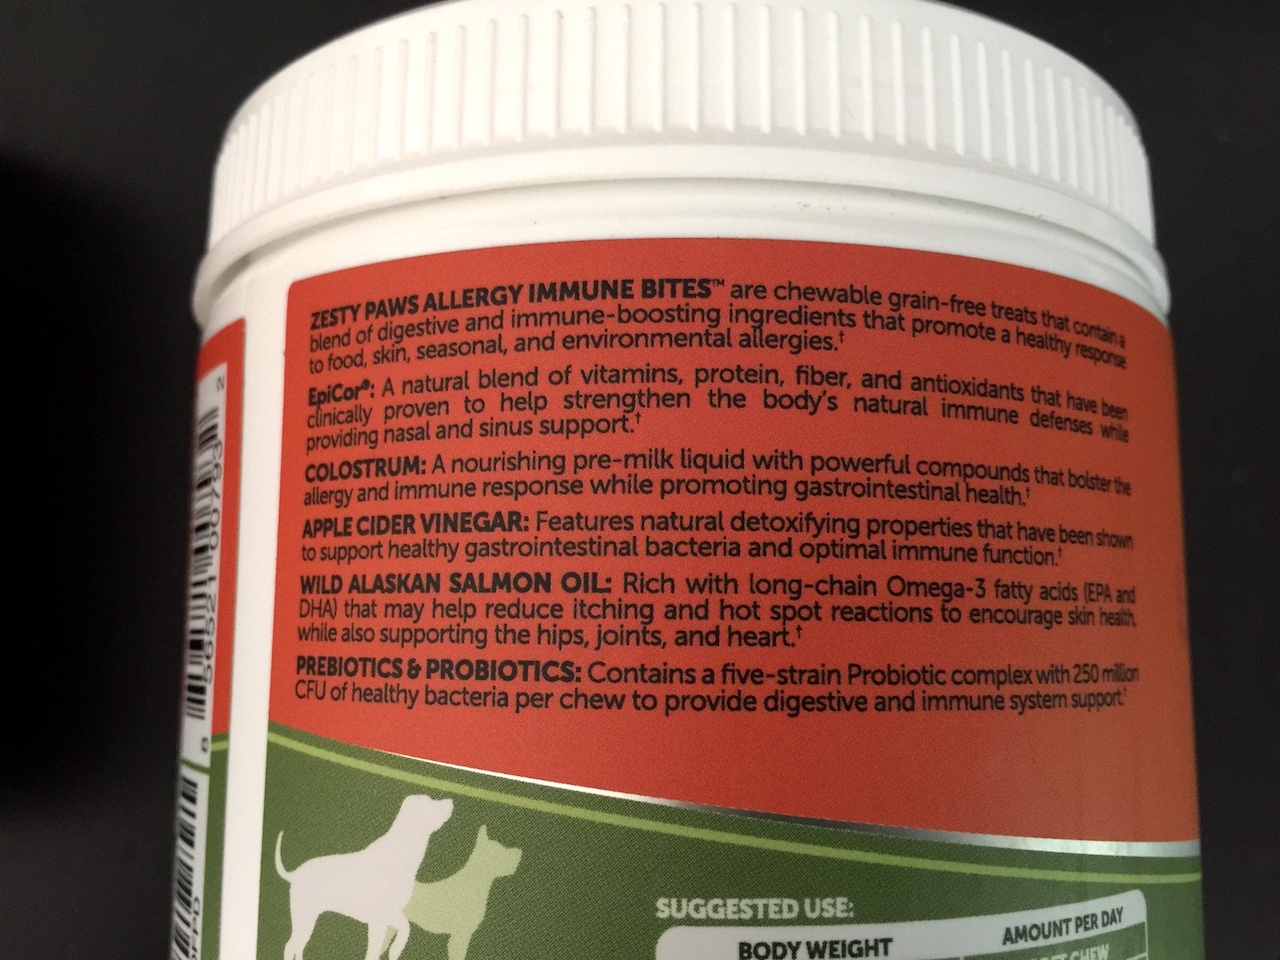 ZESTY PAWS ALLERGY IMMUNE BITES™ are chewable grain-free treats that contain a
blend of digestive and immune-boosting ingredients that promote a healthy response
to food, skin, seasonal, and environmental allergies.†
EpiCor®: A natural blend of vitamins, protein, fiber, and antioxidants that have been
clinically proven to help strengthen the body's natural immune defenses while
providing nasal and sinus support.†
COLOSTRUM: A nourishing pre-milk liquid with powerful compounds that bolster the
allergy and immune response while promoting gastrointestinal health.†
APPLE CIDER VINEGAR: Features natural detoxifying properties that have been shown
to support healthy gastrointestinal bacteria and optimal immune function.†
WILD ALASKAN SALMON OIL: Rich with long-chain Omega-3 fatty acids (EPA and
DHA) that may help reduce itching and hot spot reactions to encourage skin health,
while also supporting the hips, joints, and heart.†
PREBIOTICS & PROBIOTICS: Contains a five-strain Probiotic complex with 250 million
CFU of healthy bacteria per chew to provide digestive and immune system support.†
SUGGESTED USE:
BODY WEIGHT
AMOUNT PER DAY
CHEW